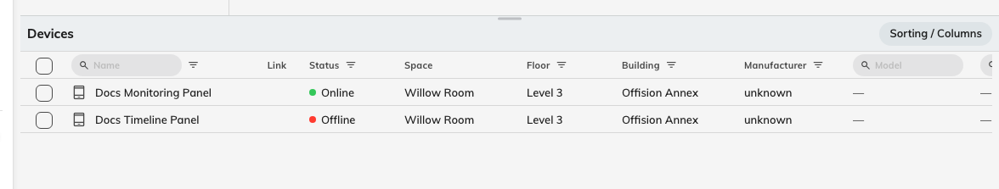 Devices Sorting / Columns
Name Link Status Space Floor Building Manufacturer Model
Docs Monitoring Panel Online Willow Room Level 3 Offision Annex unknown — —
Docs Timeline Panel Offline Willow Room Level 3 Offision Annex unknown — —